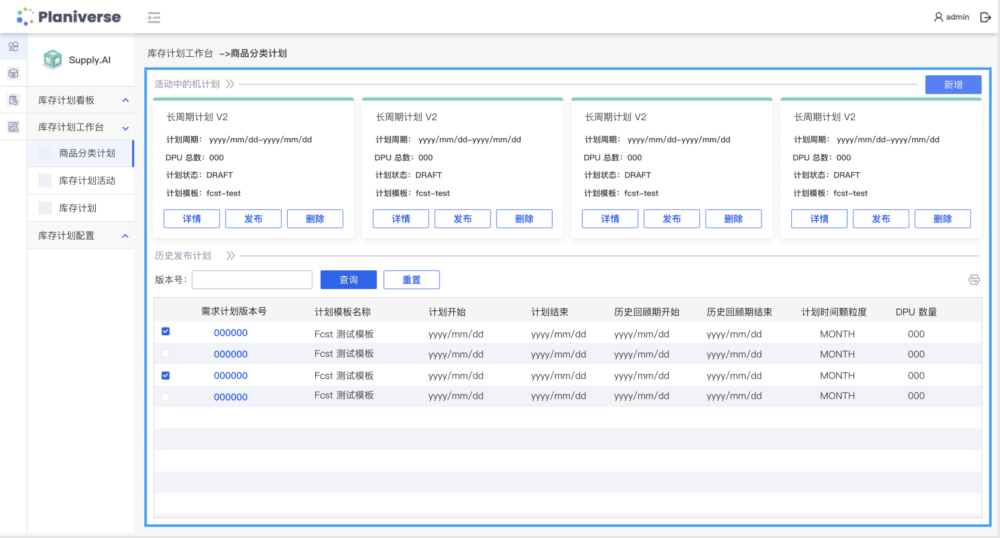 Planiverse
admin
Supply.AI
库存计划看板
库存计划工作台
商品分类计划
库存计划活动
库存计划
库存计划配置
库存计划工作台 ->商品分类计划
活动中的机计划
新增
长周期计划 V2
计划周期： yyyy/mm/dd-yyyy/mm/dd
DPU 总数：000
计划状态：DRAFT
计划模板：fcst-test
详情 发布 删除
长周期计划 V2
计划周期： yyyy/mm/dd-yyyy/mm/dd
DPU 总数：000
计划状态：DRAFT
计划模板：fcst-test
详情 发布 删除
长周期计划 V2
计划周期： yyyy/mm/dd-yyyy/mm/dd
DPU 总数：000
计划状态：DRAFT
计划模板：fcst-test
详情 发布 删除
长周期计划 V2
计划周期： yyyy/mm/dd-yyyy/mm/dd
DPU 总数：000
计划状态：DRAFT
计划模板：fcst-test
详情 发布 删除
历史发布计划
版本号： 查询 重置
需求计划版本号 计划模板名称 计划开始 计划结束 历史回顾期开始 历史回顾期结束 计划时间颗粒度 DPU 数量
000000 Fcst 测试模板 yyyy/mm/dd yyyy/mm/dd yyyy/mm/dd yyyy/mm/dd MONTH 000
000000 Fcst 测试模板 yyyy/mm/dd yyyy/mm/dd yyyy/mm/dd yyyy/mm/dd MONTH 000
000000 Fcst 测试模板 yyyy/mm/dd yyyy/mm/dd yyyy/mm/dd yyyy/mm/dd MONTH 000
000000 Fcst 测试模板 yyyy/mm/dd yyyy/mm/dd yyyy/mm/dd yyyy/mm/dd MONTH 000